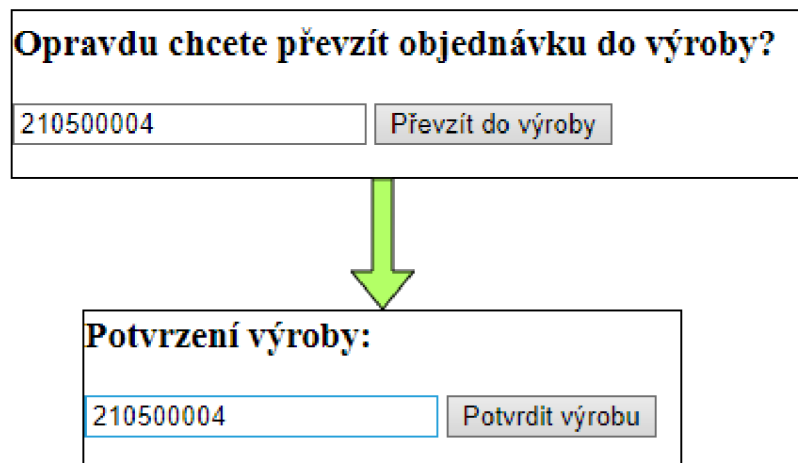 Opravdu chcete převzít objednávku do výroby?
210500004 Převzít do výroby
Potvrzení výroby:
210500004 Potvrdit výrobu